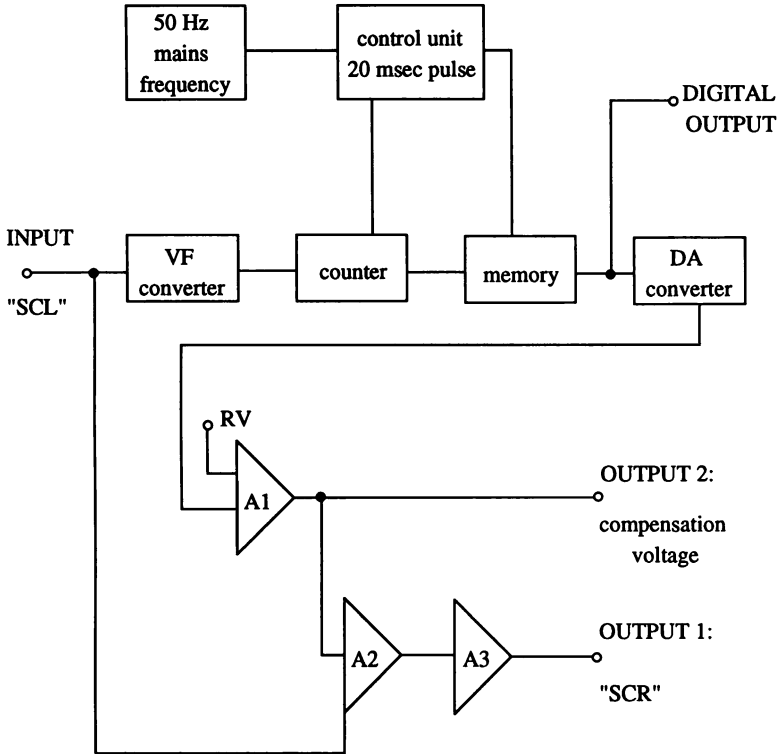 50 Hz
mains
frequency
control unit
20 msec pulse
DIGITAL
OUTPUT
INPUT
"SCL"
VF
converter
counter
memory
DA
converter
RV
A1
OUTPUT 2:
compensation
voltage
A2
A3
OUTPUT 1:
"SCR"